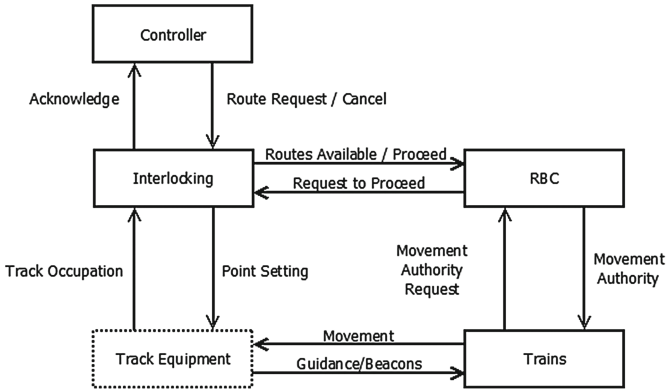 Controller
Acknowledge
Route Request / Cancel
Routes Available / Proceed
Interlocking
RBC
Request to Proceed
Track Occupation
Point Setting
Movement
Authority
Request
Movement
Authority
Movement
Track Equipment
Trains
Guidance/Beacons